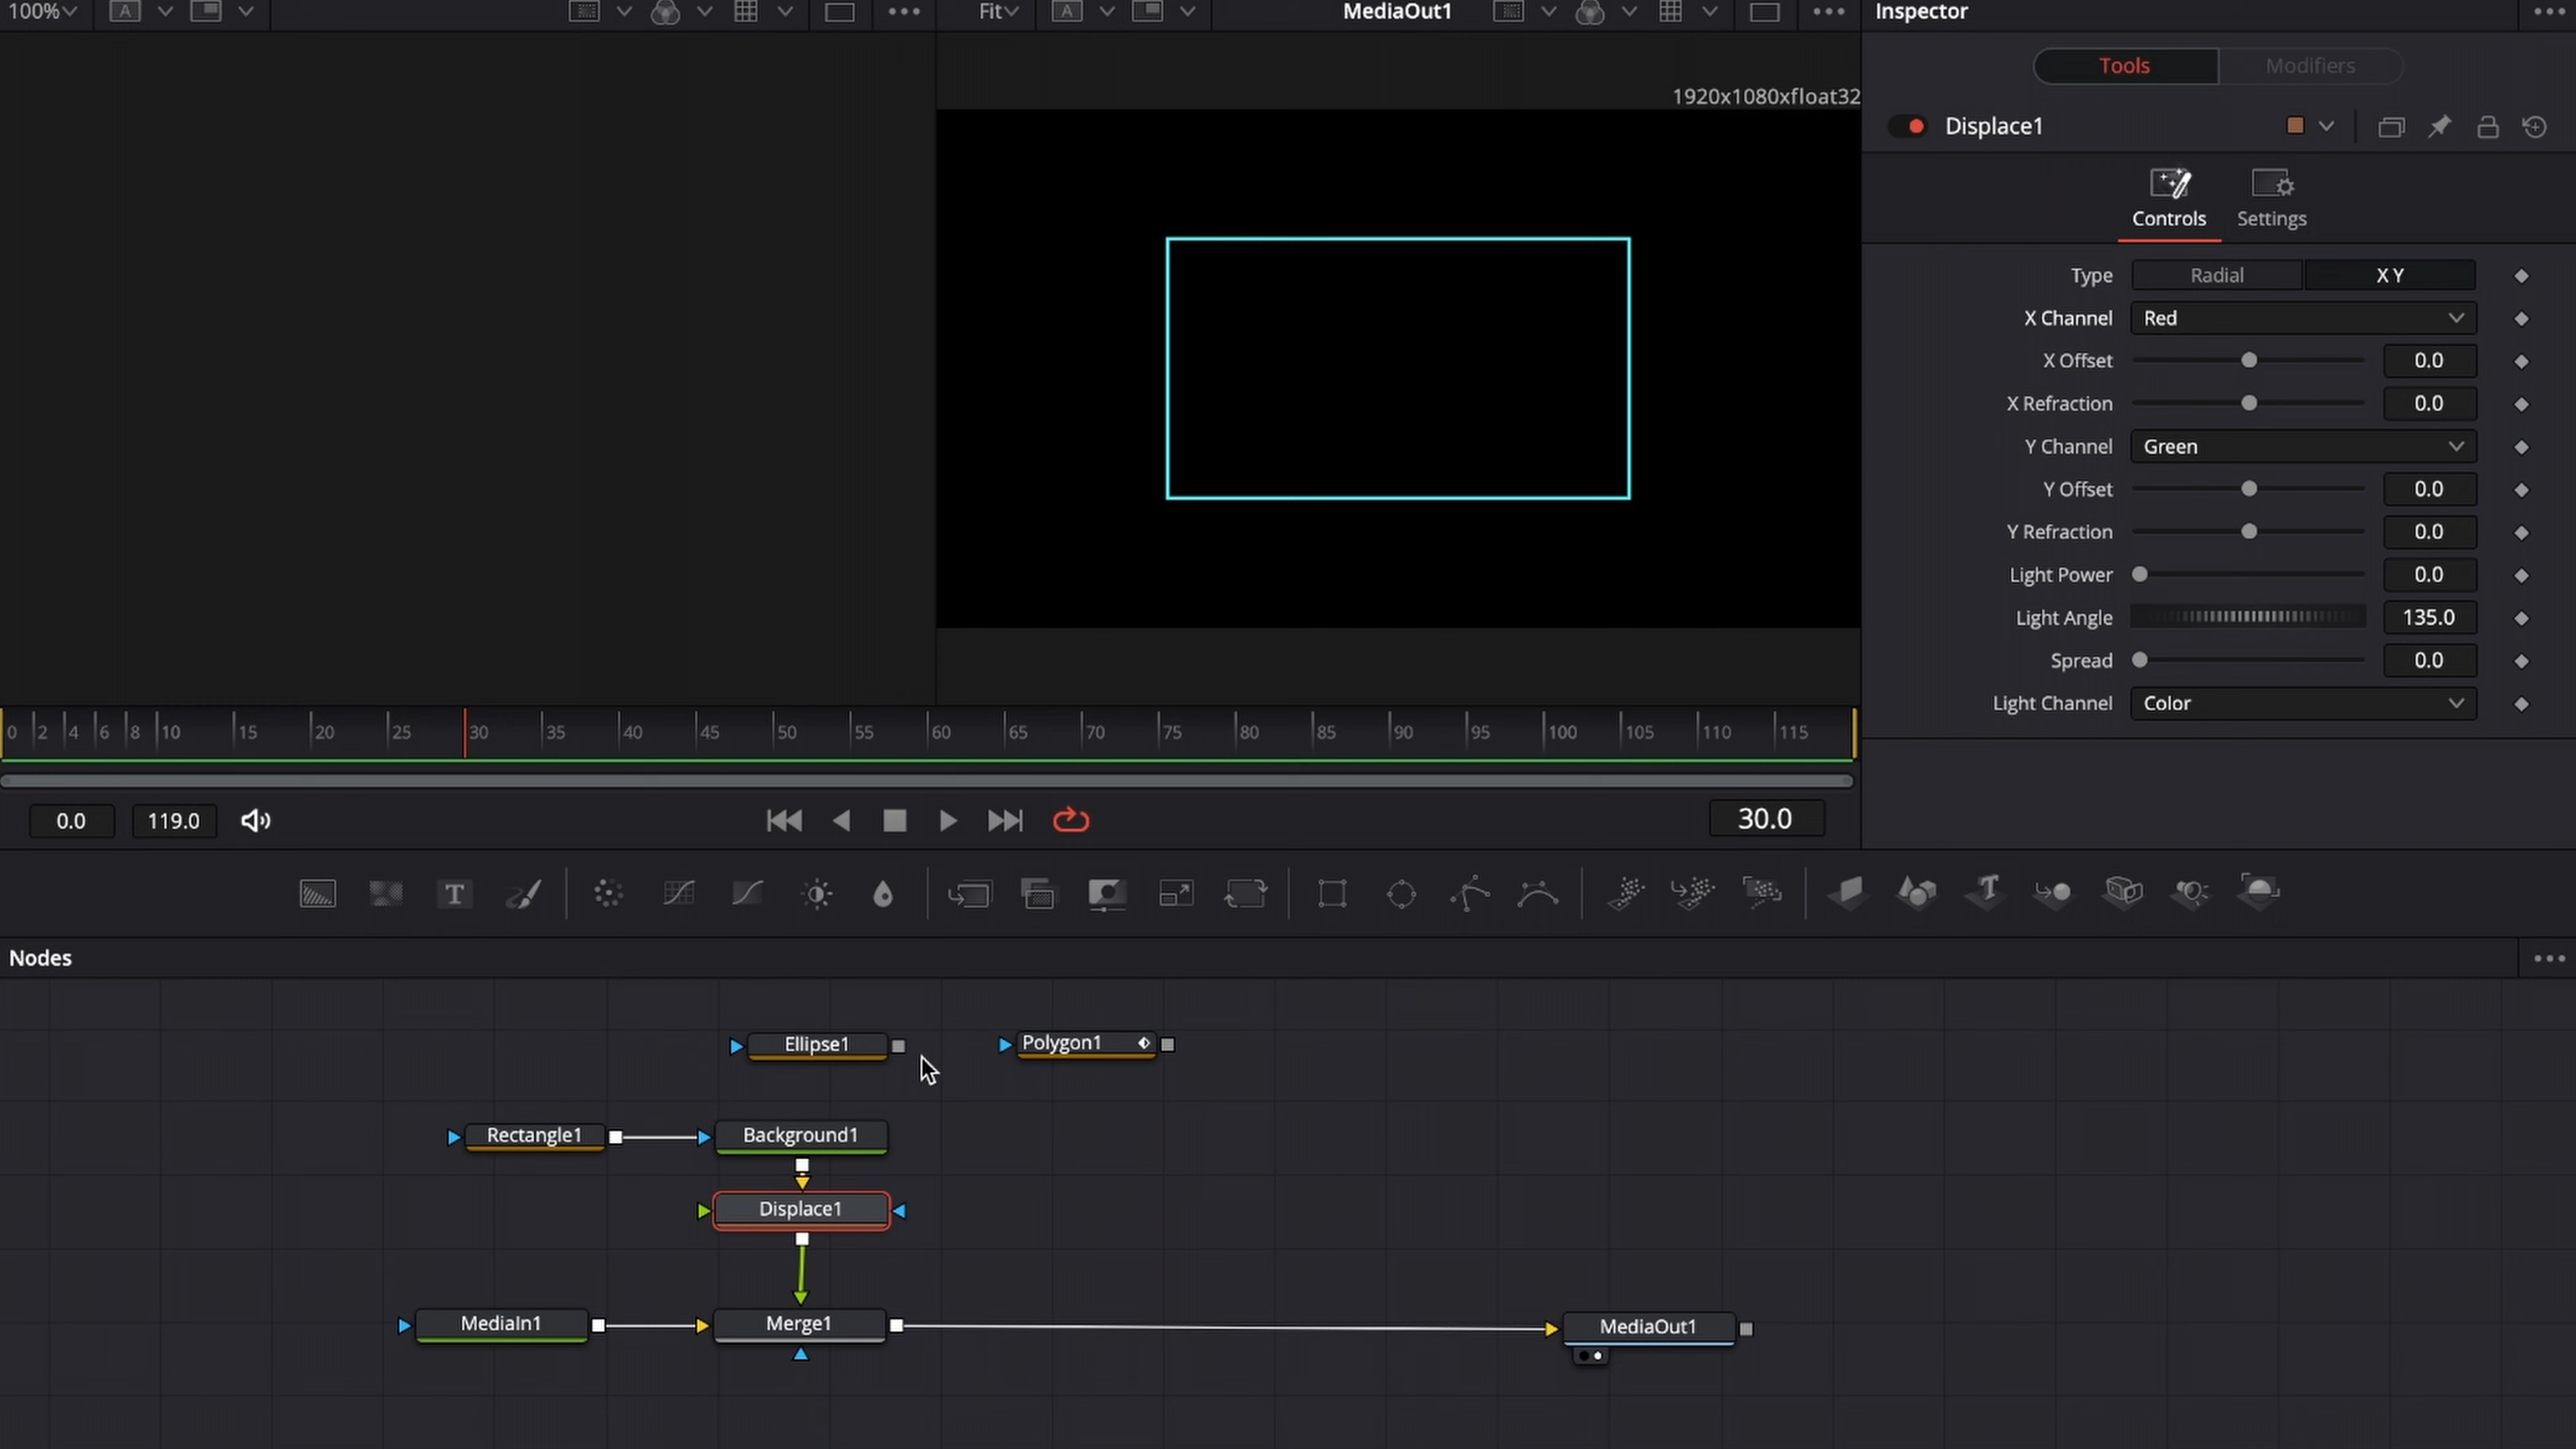 100%
A
Fit
A
MediaOut1
Inspector
Tools
Modifiers
1920x1080xfloat32
Displace1
Controls
Settings
Type
Radial
X Y
X Channel
Red
X Offset
0.0
X Refraction
0.0
Y Channel
Green
Y Offset
0.0
Y Refraction
0.0
Light Power
0.0
Light Angle
135.0
Spread
0.0
Light Channel
Color
0 2 4 6 8 10 15 20 25 30 35 40 45 50 55 60 65 70 75 80 85 90 95 100 105 110 115
0.0
119.0
30.0
T
T
Nodes
Ellipse1
Polygon1
Rectangle1
Background1
Displace1
MediaIn1
Merge1
MediaOut1